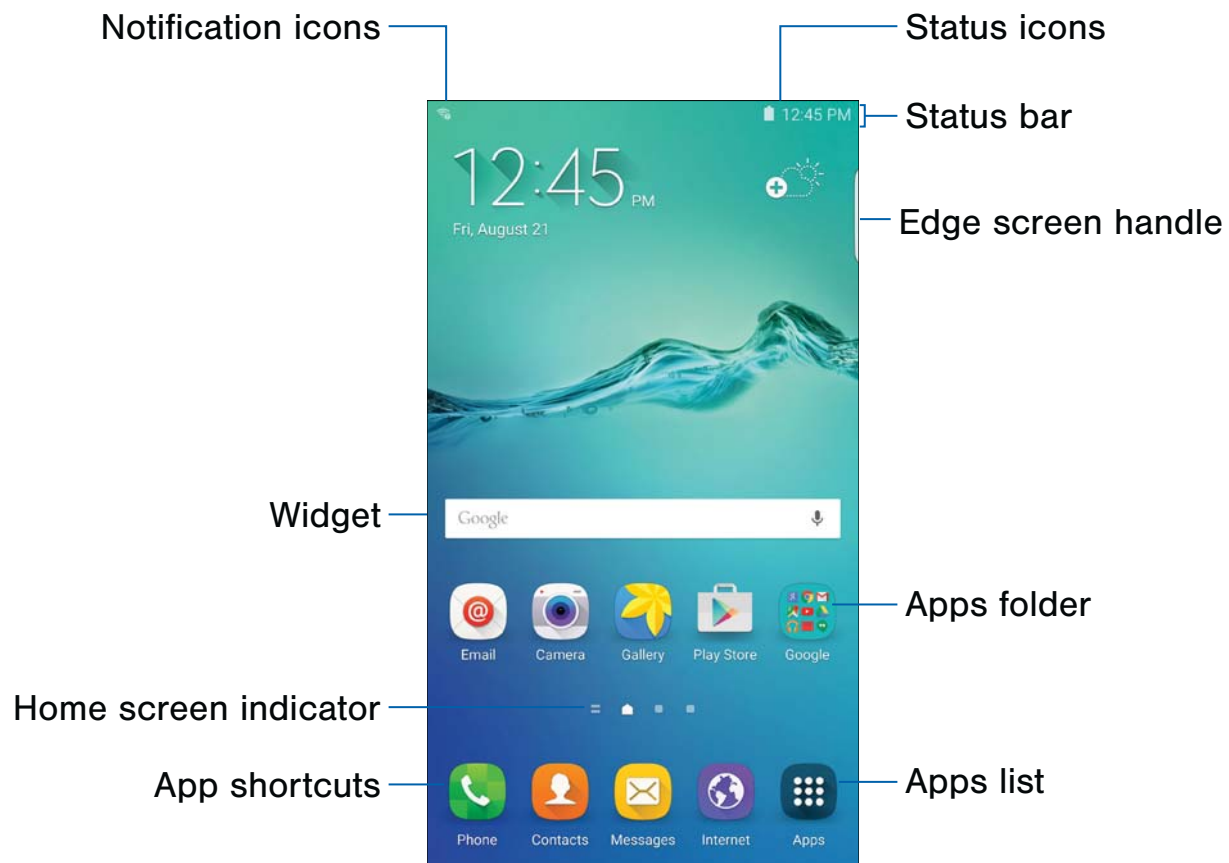 Notification icons
Status icons
12:45 PM
Status bar
12:45 PM
Fri, August 21
Edge screen handle
Widget
Google
Apps folder
Email Camera Gallery Play Store Google
Home screen indicator
App shortcuts
Apps list
Phone Contacts Messages Internet Apps